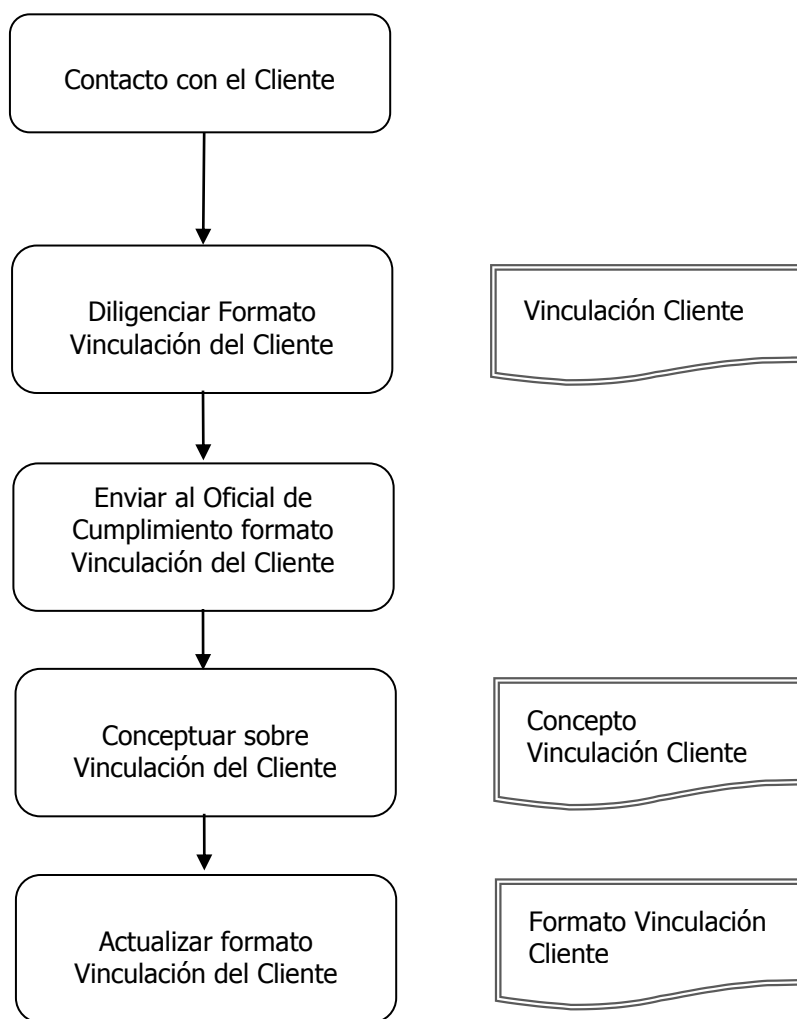 Contacto con el Cliente
Diligenciar Formato
Vinculación del Cliente
Vinculación Cliente
Enviar al Oficial de
Cumplimiento formato
Vinculación del Cliente
Conceptuar sobre
Vinculación del Cliente
Concepto
Vinculación Cliente
Actualizar formato
Vinculación del Cliente
Formato Vinculación
Cliente